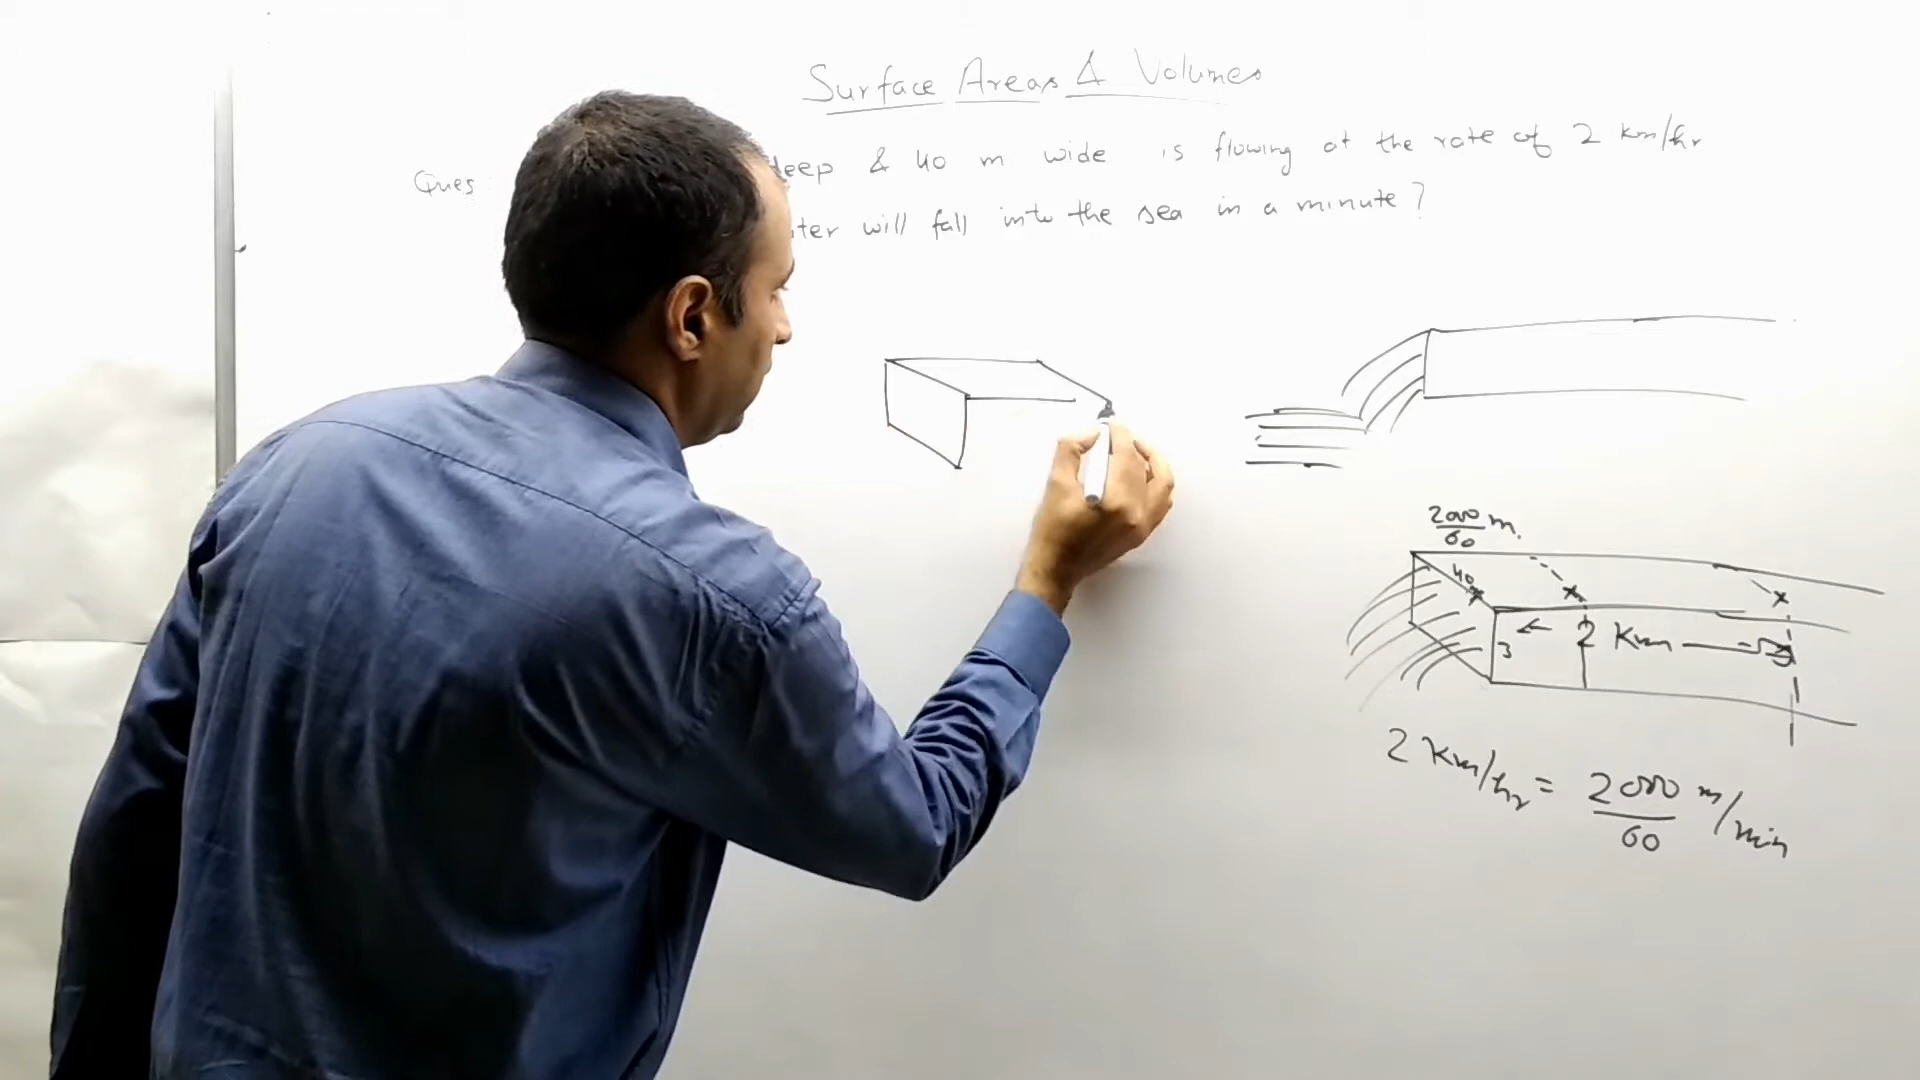 Surface Areas & Volumes
Ques: deep & 40 m wide is flowing at the rate of 2 km/hr
will fall into the sea in a minute?
2000/60 m.
40
3
2 Km
2 Km/hr = 2000/60 m/min